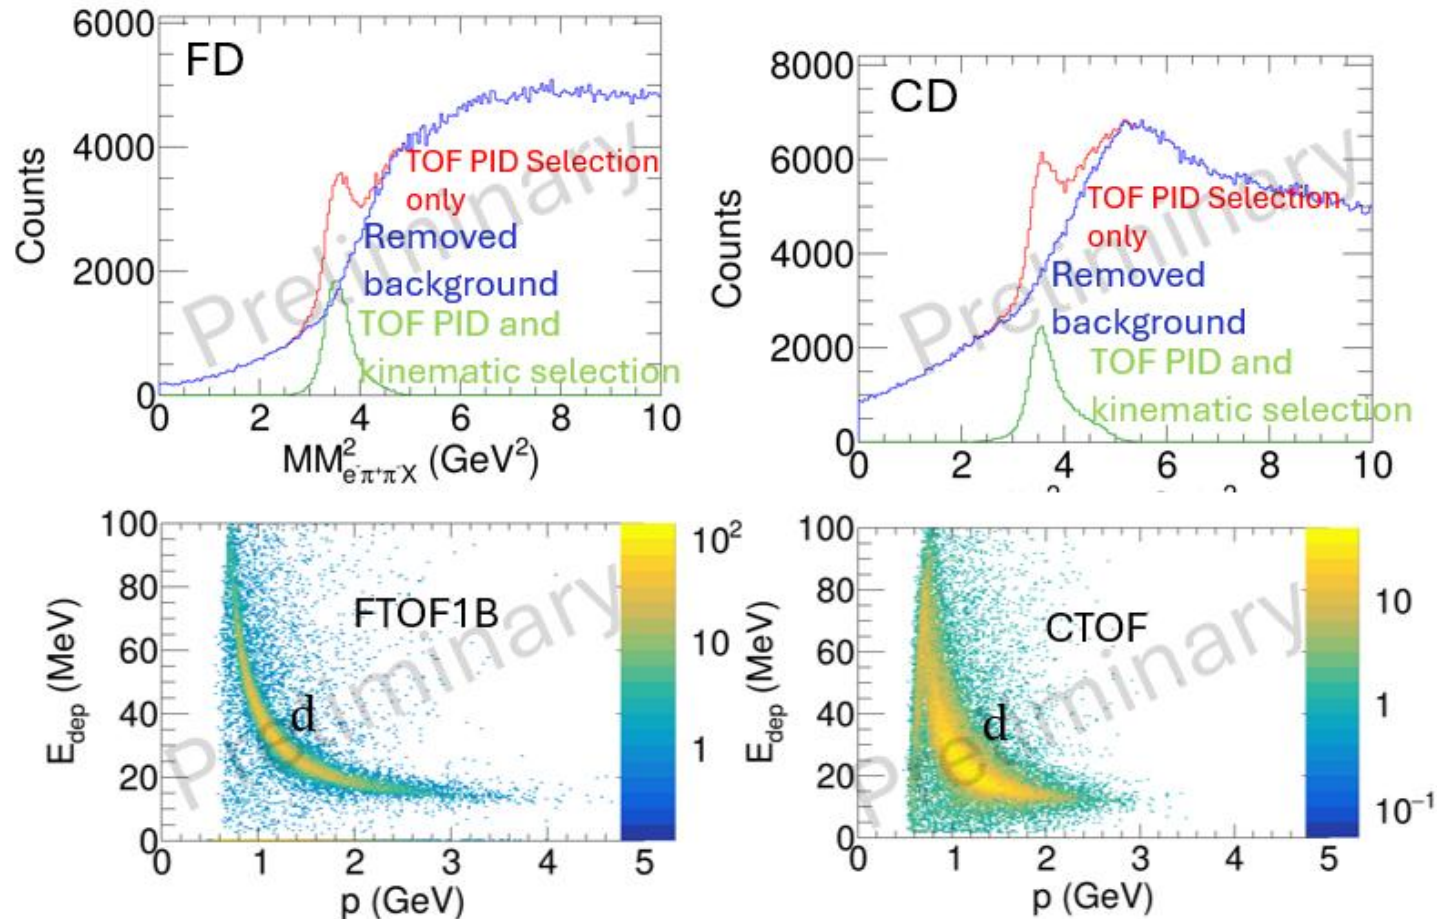 6000
FD
4000
2000
0
Counts
TOF PID Selection
only
Removed
background
TOF PID and
kinematic selection
Preliminary
0 2 4 6 8 10
MM²e⁻π⁺π⁻X (GeV²)
8000
CD
6000
4000
2000
0
Counts
TOF PID Selection
only
Removed
background
TOF PID and
kinematic selection
Preliminary
0 2 4 6 8 10
100
80
60
40
20
0
Edep (MeV)
FTOF1B
d
Preliminary
10²
10
1
0 1 2 3 4 5
p (GeV)
100
80
60
40
20
0
Edep (MeV)
CTOF
d
Preliminary
10
1
10⁻¹
0 1 2 3 4 5
p (GeV)